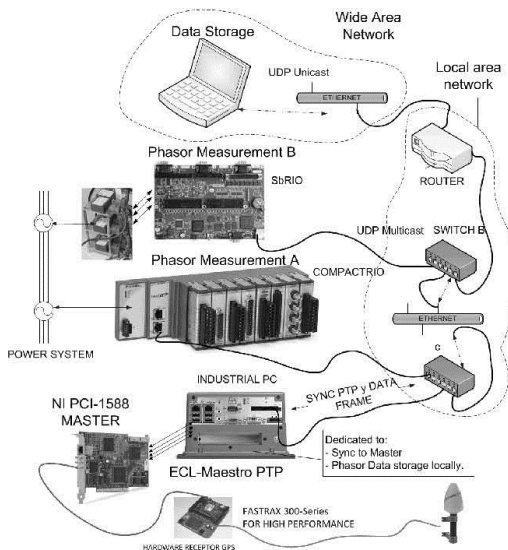 Wide Area
Network
Data Storage
UDP Unicast
ETHERNET
Local area
network
ROUTER
Phasor Measurement B
SbRIO
UDP Multicast
SWITCH B
Phasor Measurement A
COMPACTRIO
ETHERNET
C
POWER SYSTEM
INDUSTRIAL PC
SYNC PTP y DATA
FRAME
NI PCI-1588
MASTER
ECL-Maestro PTP
Dedicated to:
- Sync to Master
- Phasor Data storage locally.
FASTRAX 300-Series
FOR HIGH PERFORMANCE
HARDWARE RECEPTOR GPS